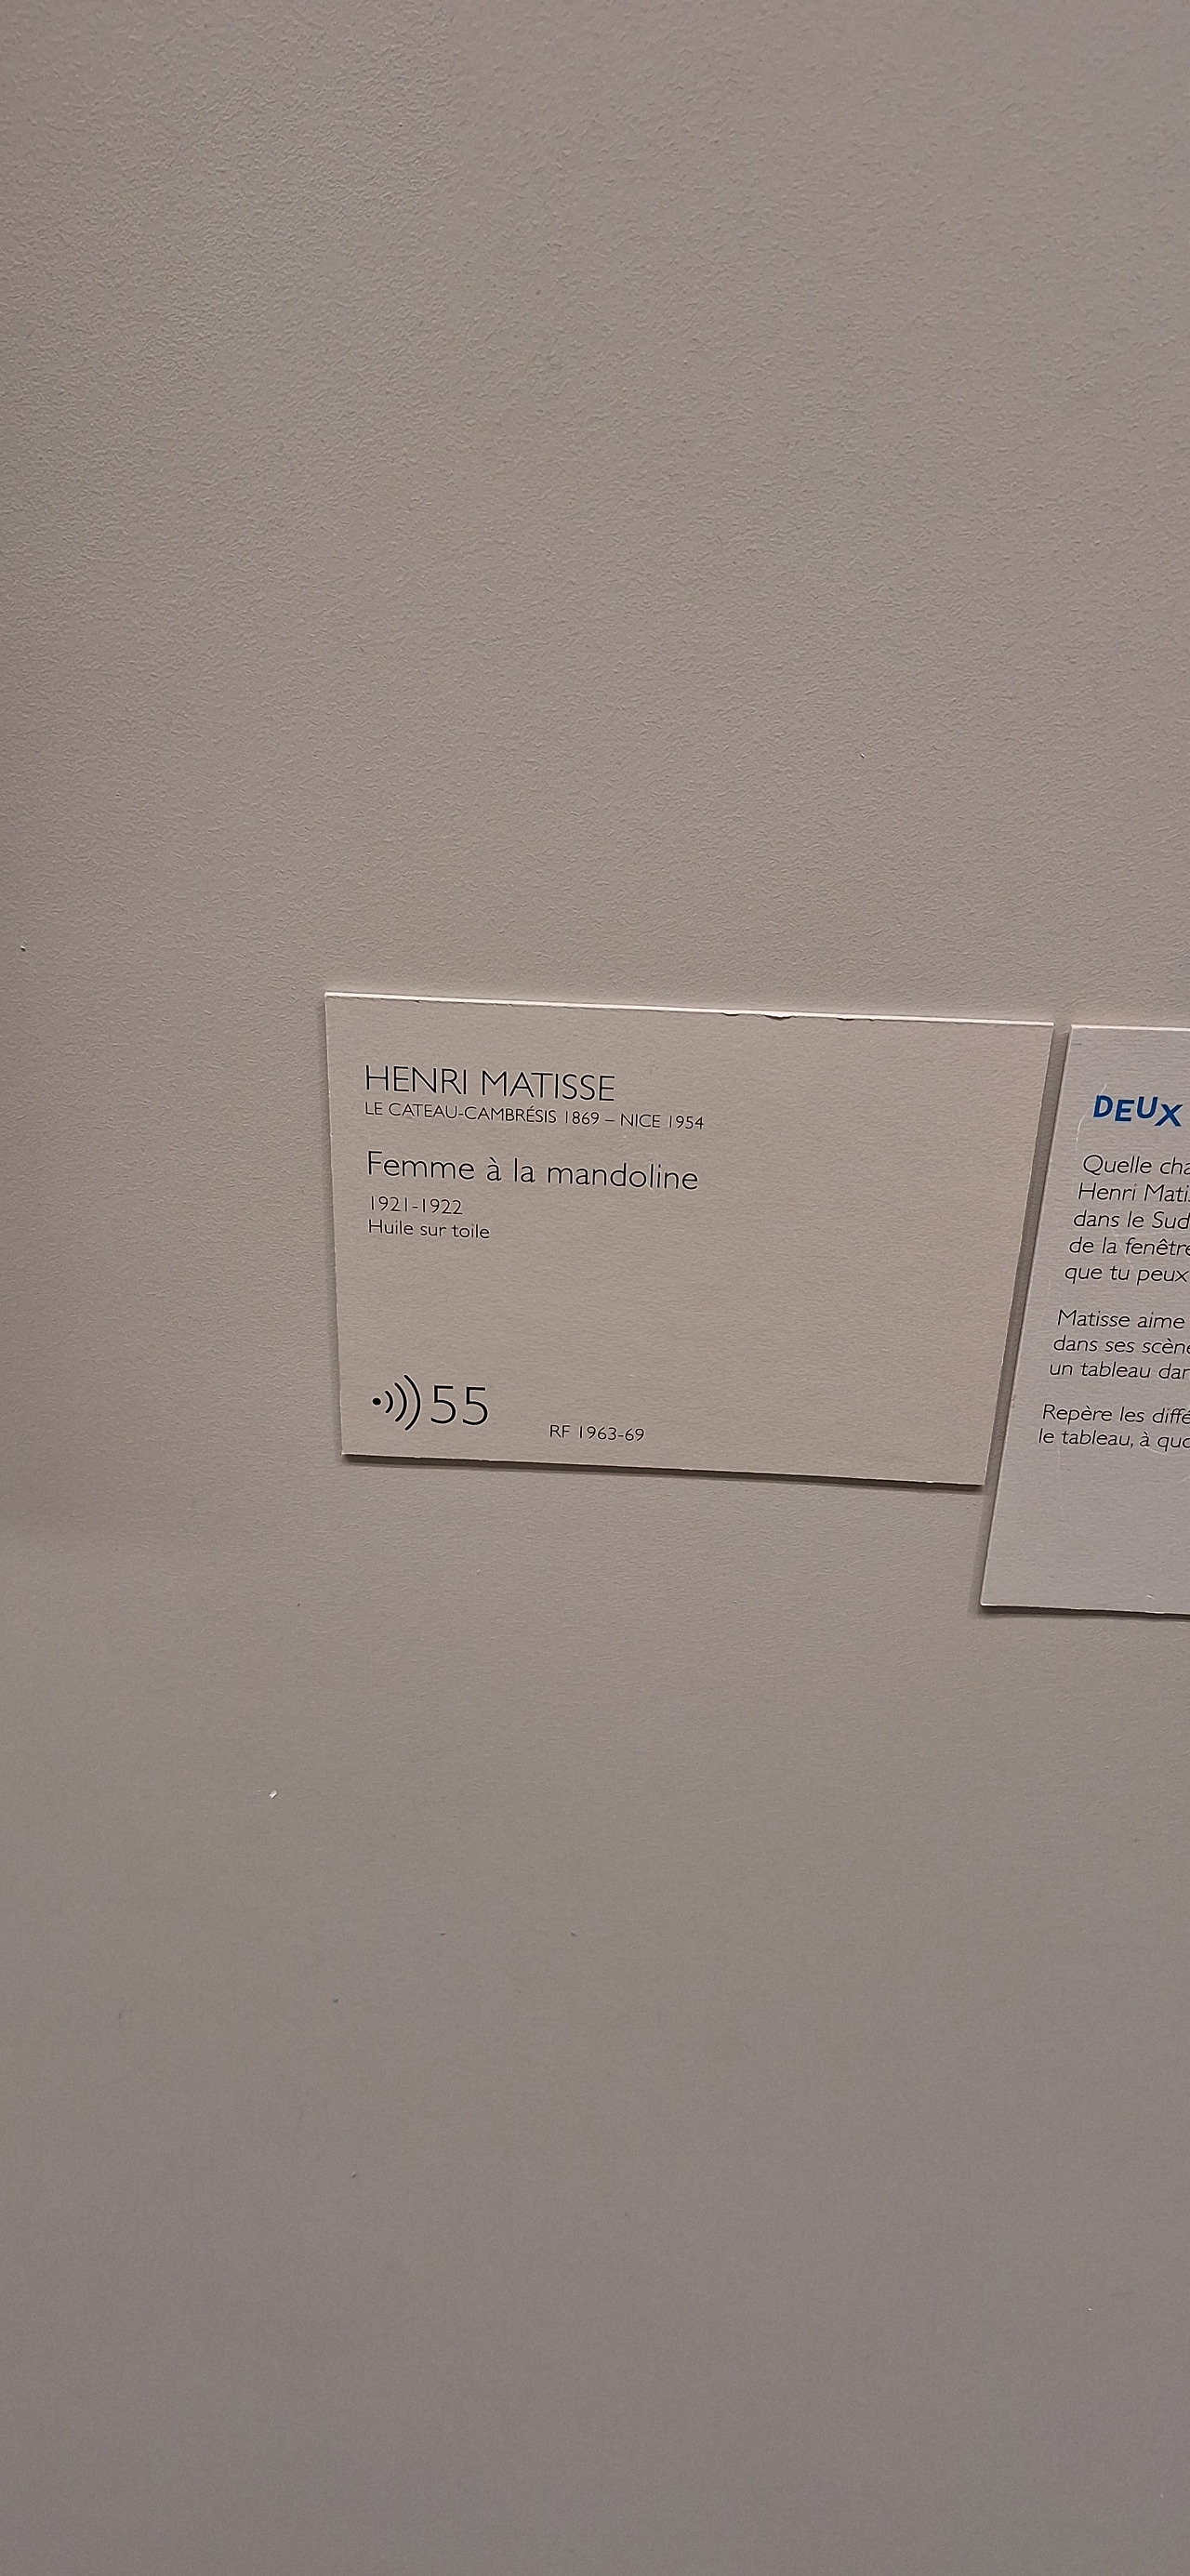 HENRI MATISSE
LE CATEAU-CAMBRÉSIS 1869 – NICE 1954
Femme à la mandoline
1921-1922
Huile sur toile
55
RF 1963-69
DEUX
Quelle
Henri
dans le Sud
de la
que tu peux
Matisse aime
dans ses
un tableau
Repère les
le tableau, à